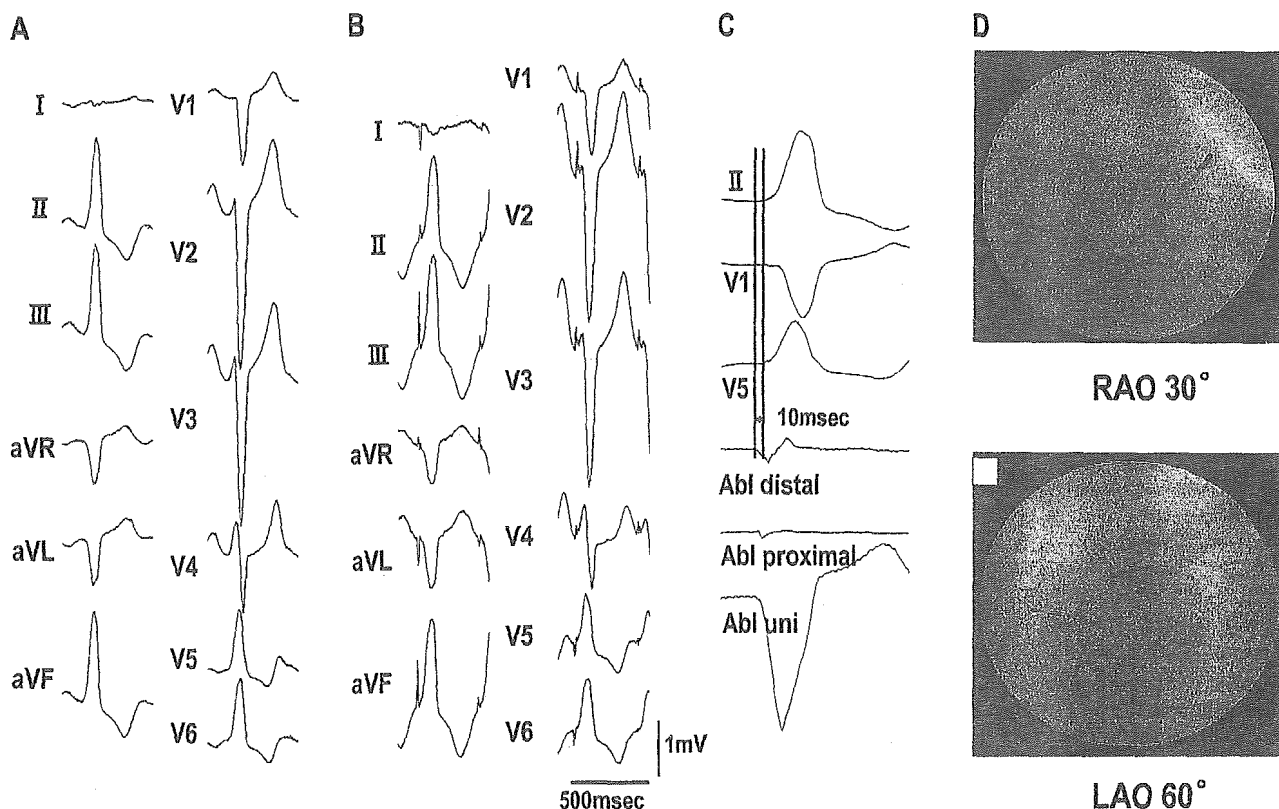 A
I
II
III
aVR
aVL
aVF
V1
V2
V3
V4
V5
V6
B
I
II
III
aVR
aVL
aVF
V1
V2
V3
V4
V5
V6
1mV
500msec
C
II
V1
V5
10msec
Abl distal
Abl proximal
Abl uni
D
RAO 30°
LAO 60°